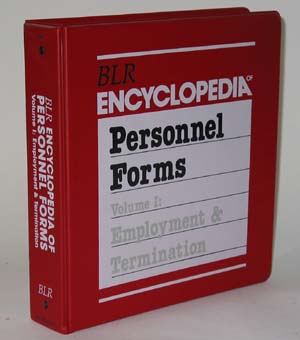 BLR
ENCYCLOPEDIA OF
Personnel
Forms
Volume I:
Employment &
Termination
BLR ENCYCLOPEDIA OF
PERSONNEL FORMS
Volume I: Employment & Termination
BLR